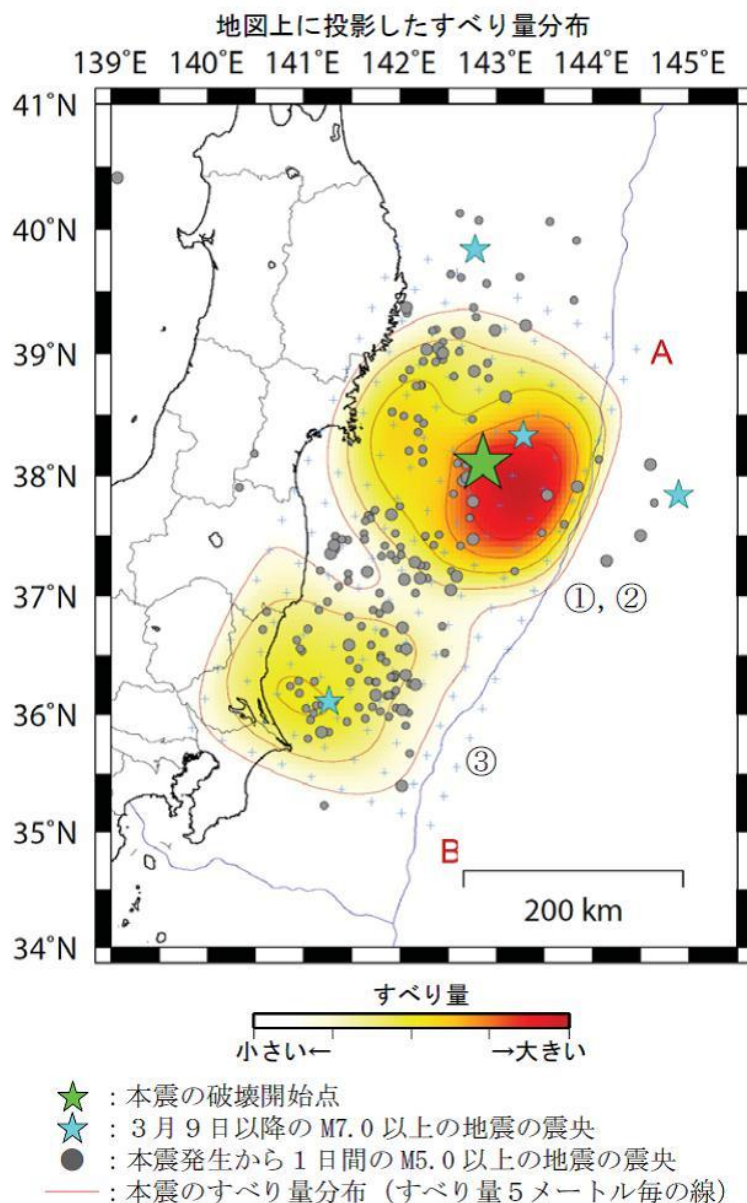 地図上に投影したすべり量分布
139°E 140°E 141°E 142°E 143°E 144°E 145°E
41°N
40°N
39°N
A
38°N
37°N
①, ②
36°N
③
35°N
B
200 km
34°N
すべり量
小さい← →大きい
：本震の破壊開始点
：３月９日以降の M7.0 以上の地震の震央
：本震発生から１日間のM5.0 以上の地震の震央
：本震のすべり量分布（すべり量５メートル毎の線）